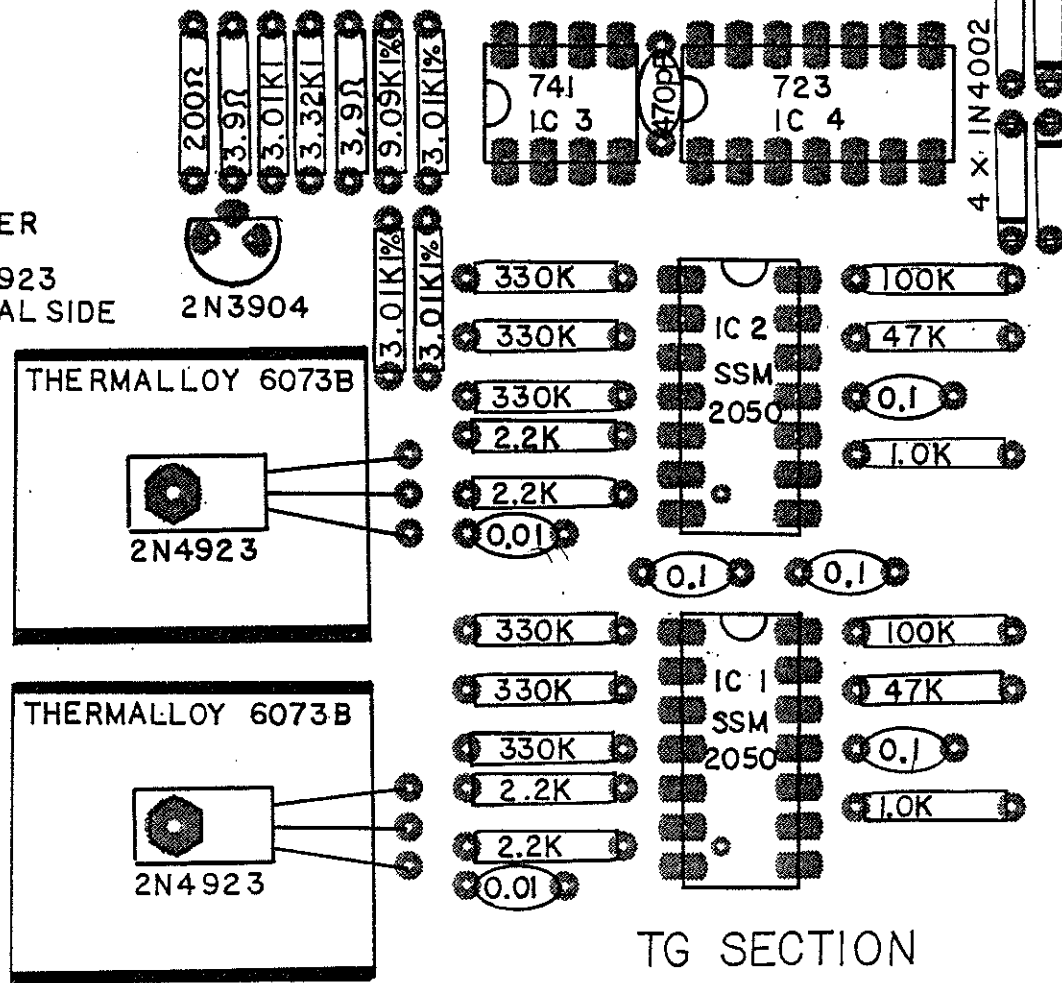 200Ω
3.9Ω
3.01K1
3.32K1
3.9Ω
9.09K1%
3.01K1%
741
IC 3
470pF
723
IC 4
4 X 1N4002
ER
923
AL SIDE
2N3904
3.01K1%
3.01K1%
330K
330K
330K
2.2K
2.2K
0.01
IC 2
SSM
2050
100K
47K
0.1
1.0K
THERMALLOY 6073B
2N4923
0.1
0.1
330K
330K
330K
2.2K
2.2K
0.01
IC 1
SSM
2050
100K
47K
0.1
1.0K
THERMALLOY 6073B
2N4923
TG SECTION